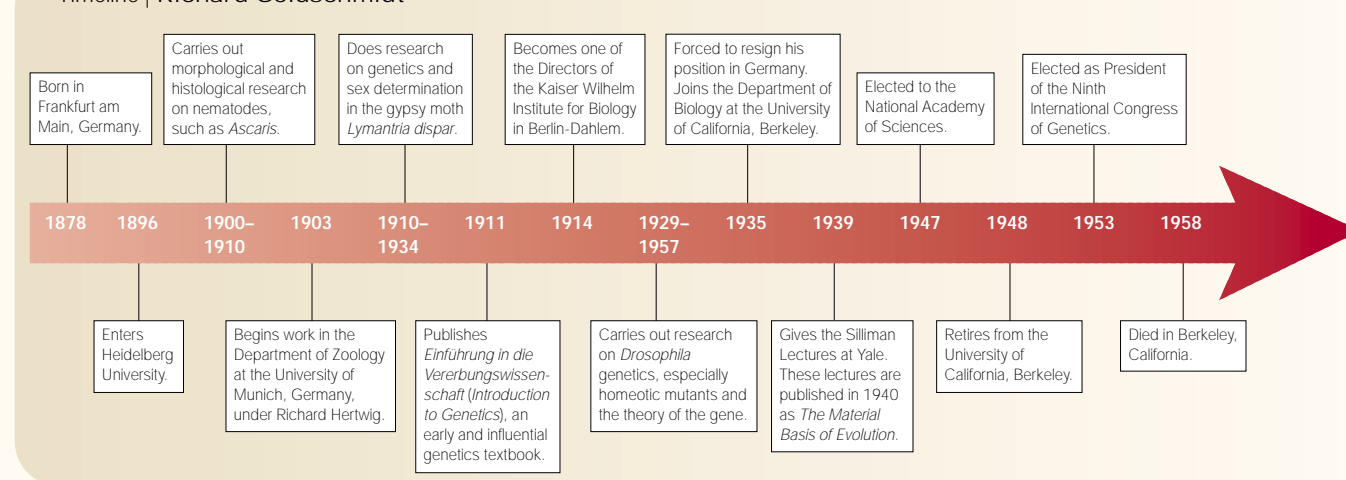 Timeline | Richard Goldschmidt
Born in
Frankfurt am
Main, Germany.
Carries out
morphological and
histological research
on nematodes,
such as Ascaris.
Does research
on genetics and
sex determination
in the gypsy moth
Lymantria dispar.
Becomes one of
the Directors of
the Kaiser Wilhelm
Institute for Biology
in Berlin-Dahlem.
Forced to resign his
position in Germany.
Joins the Department of
Biology at the University
of California, Berkeley.
Elected to the
National Academy
of Sciences.
Elected as President
of the Ninth
International Congress
of Genetics.
1878 1896 1900– 1903 1910– 1911 1914 1929– 1935 1939 1947 1948 1953 1958
1910 1934 1957
Enters
Heidelberg
University.
Begins work in the
Department of Zoology
at the University of
Munich, Germany,
under Richard Hertwig.
Publishes
Einführung in die
Vererbungswissen-
schaft (Introduction
to Genetics), an
early and influential
genetics textbook.
Carries out research
on Drosophila
genetics, especially
homeotic mutants and
the theory of the gene.
Gives the Silliman
Lectures at Yale.
These lectures are
published in 1940
as The Material
Basis of Evolution.
Retires from the
University of
California, Berkeley.
Died in Berkeley,
California.